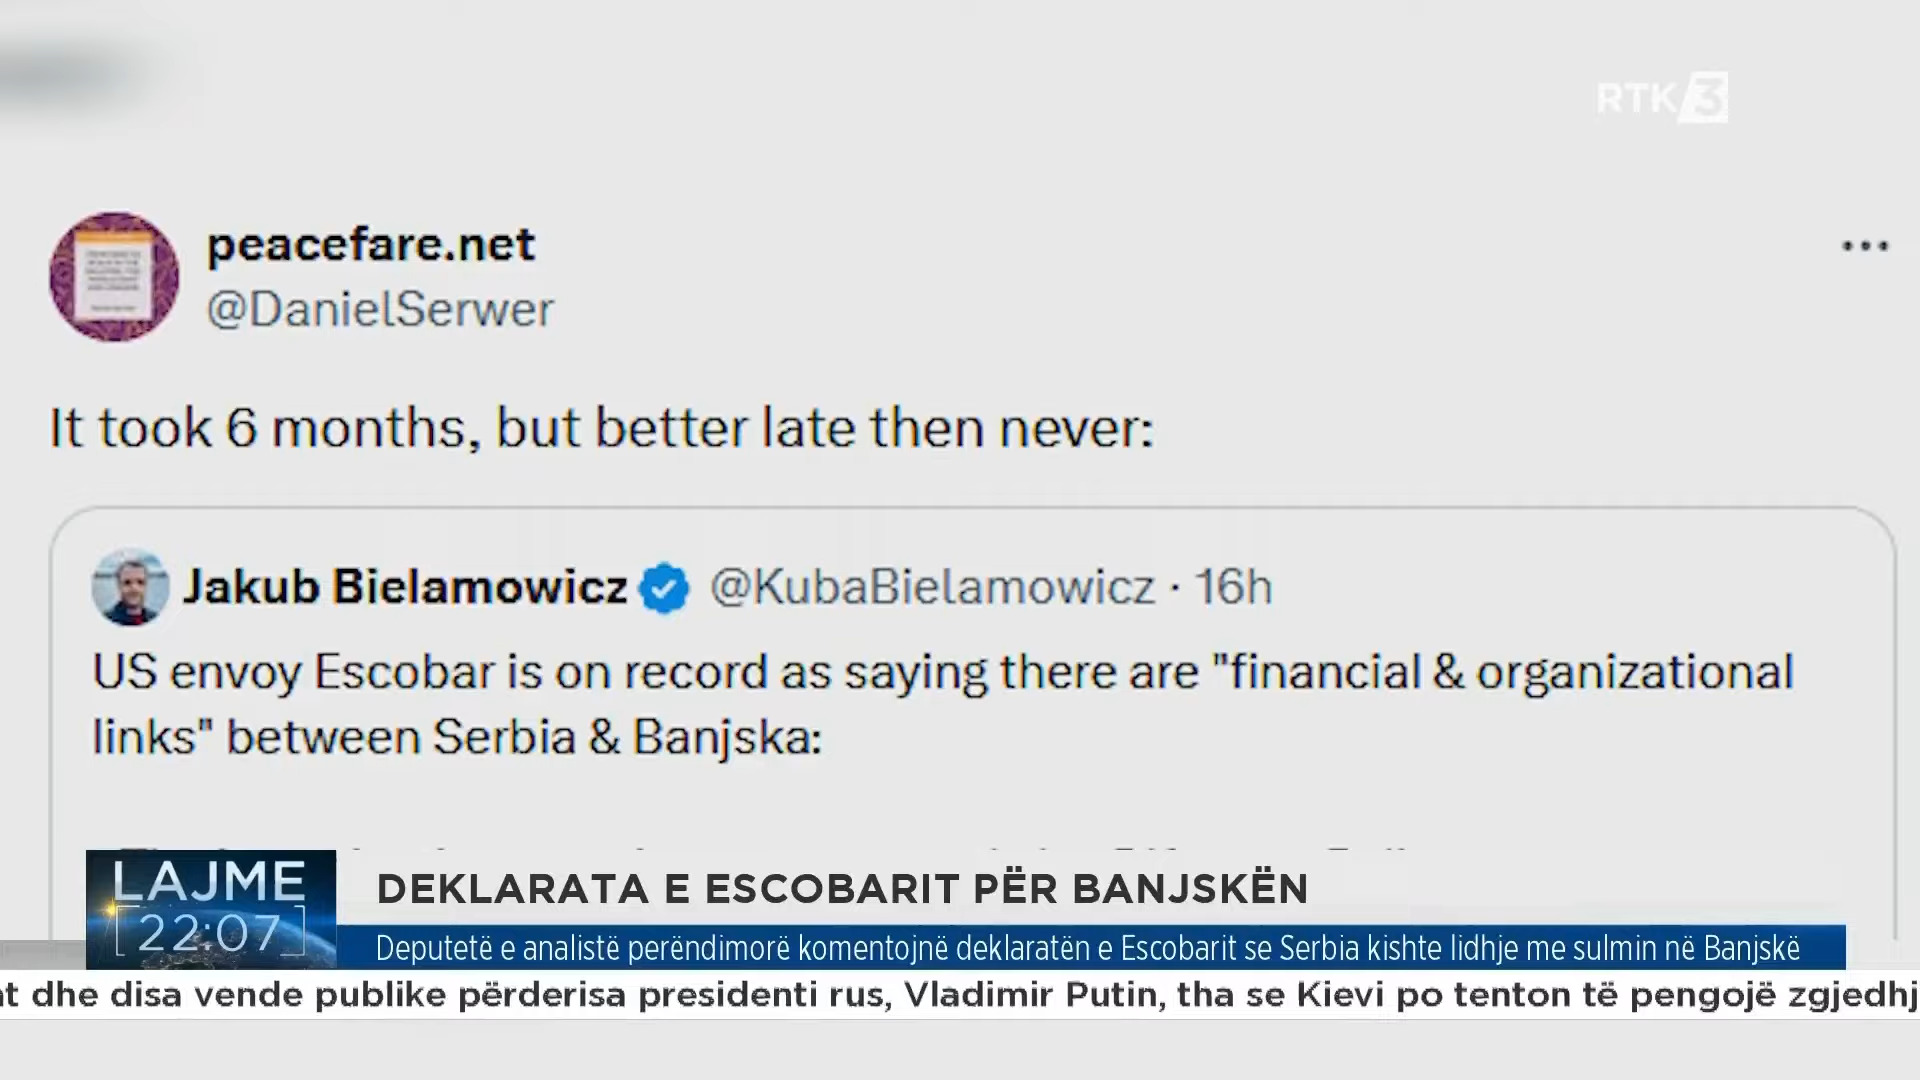 RTK 3
peacefare.net
@DanielSerwer
It took 6 months, but better late then never:
Jakub Bielamowicz @KubaBielamowicz · 16h
US envoy Escobar is on record as saying there are "financial & organizational
links" between Serbia & Banjska:
LAJME
22:07
DEKLARATA E ESCOBARIT PËR BANJSKËN
Deputetë e analistë perëndimorë komentojnë deklaratën e Escobarit se Serbia kishte lidhje me sulmin në Banjskë
dhe disa vende publike përderisa presidenti rus, Vladimir Putin, tha se Kievi po tenton të pengojë